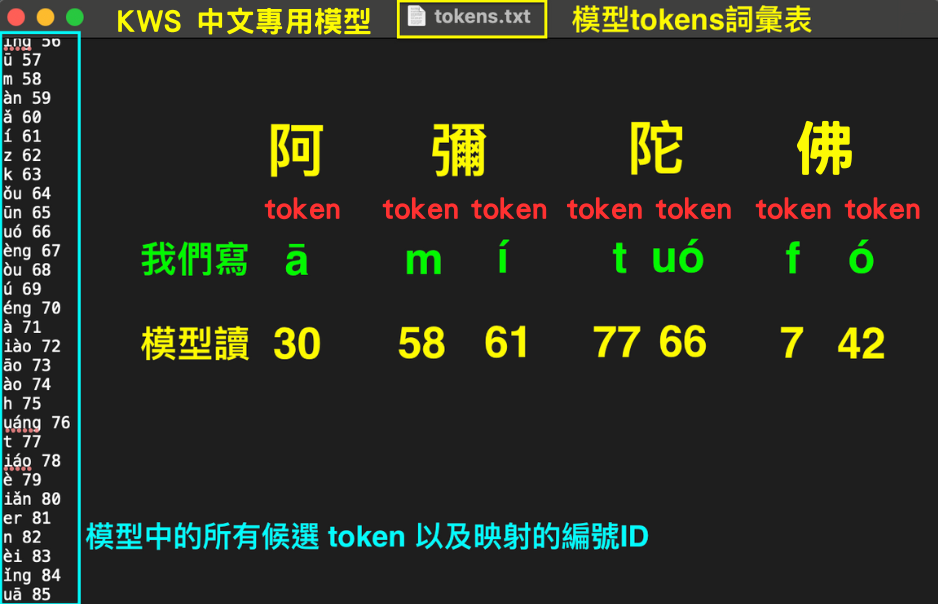 KWS 中文專用模型 tokens.txt 模型tokens詞彙表
īng 56
ū 57
m 58
àn 59
ǎ 60
í 61
z 62
k 63
ǒu 64
ūn 65
uó 66
èng 67
òu 68
ú 69
éng 70
à 71
iào 72
āo 73
ào 74
h 75
uáng 76
t 77
iáo 78
è 79
iǎn 80
er 81
n 82
èi 83
ǐng 84
uā 85
阿 彌 陀 佛
token token token token token token token
我們寫 ā m í t uó f ó
模型讀 30 58 61 77 66 7 42
模型中的所有候選 token 以及映射的編號ID